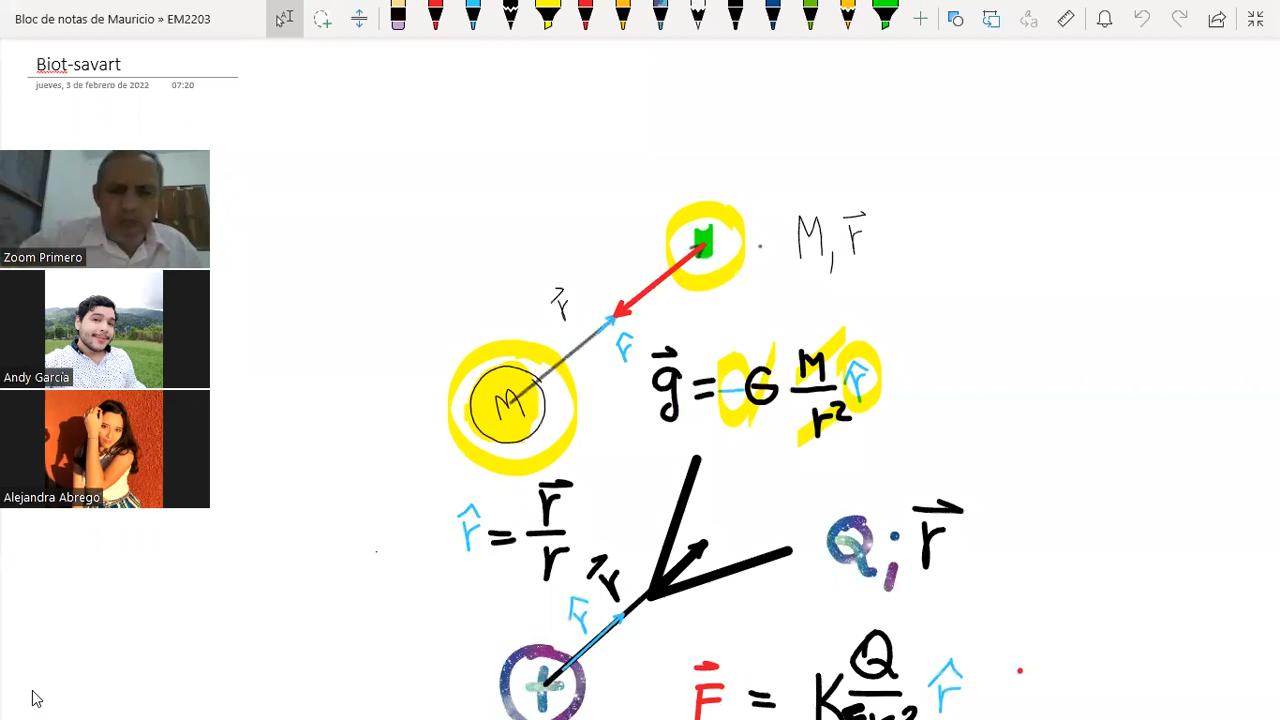 Bloc de notas de Mauricio » EM2203
Biot-savart
jueves, 3 de febrero de 2022 07:20
Zoom Primero
Andy García
Alejandra Abrego
M, r⃗
r⃗
r̂
M
g⃗ = -G M/r² r̂
r̂ = r⃗/r
r⃗
Q; r⃗
r̂
+
= K Q/ r̂